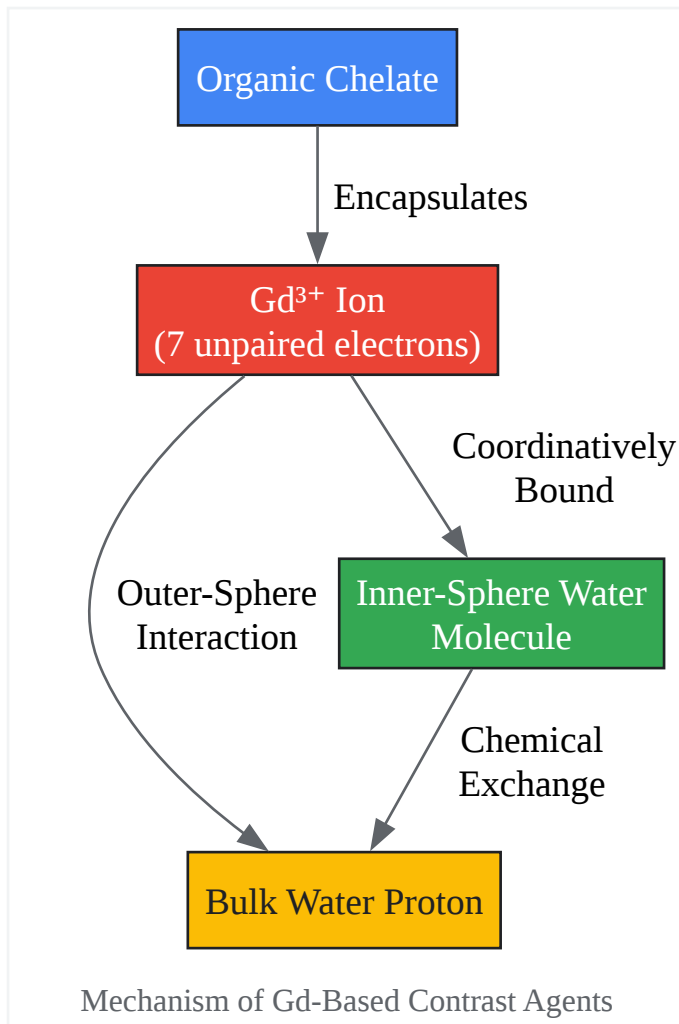 Organic Chelate
Encapsulates
Gd³⁺ Ion
(7 unpaired electrons)
Coordinatively
Bound
Outer-Sphere
Interaction
Inner-Sphere Water
Molecule
Chemical
Exchange
Bulk Water Proton
Mechanism of Gd-Based Contrast Agents